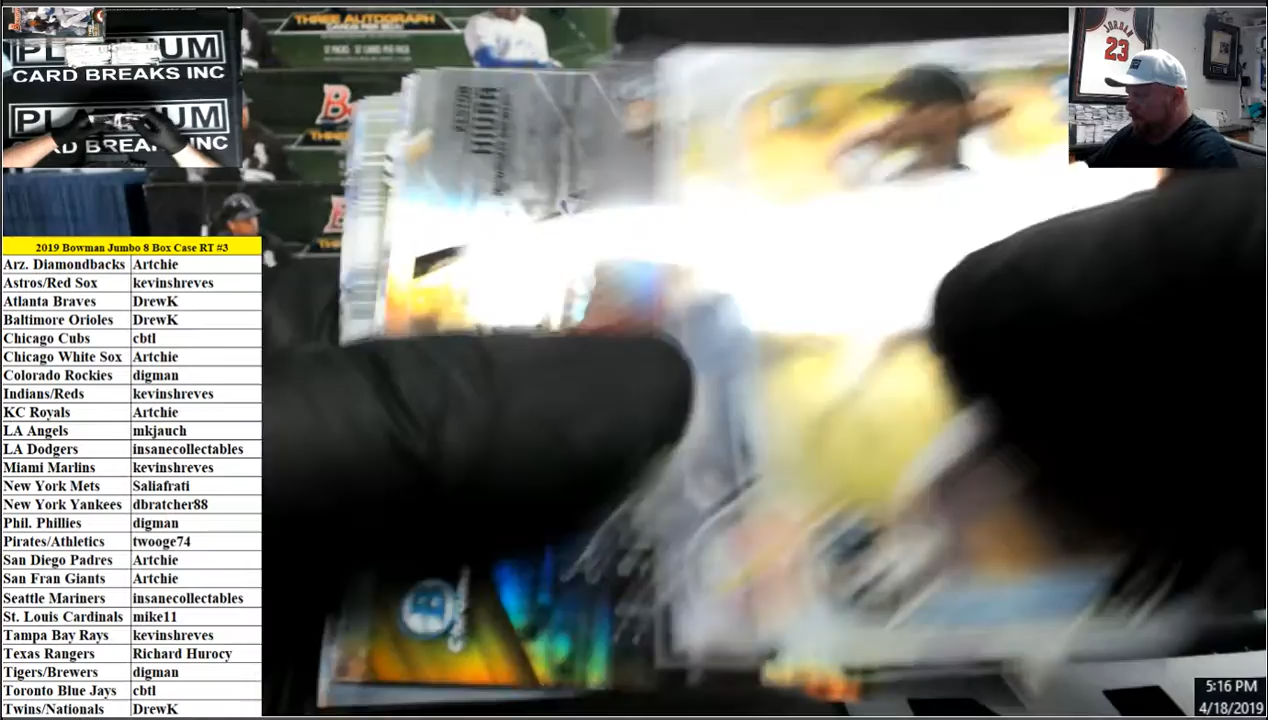 THREE AUTOGRAPH
PLATINUM
CARD BREAKS INC
JORDAN
23
2019 Bowman Jumbo 8 Box Case RT #3
Arz. Diamondbacks Artchie
Astros/Red Sox kevinshreves
Atlanta Braves DrewK
Baltimore Orioles DrewK
Chicago Cubs cbtl
Chicago White Sox Artchie
Colorado Rockies digman
Indians/Reds kevinshreves
KC Royals Artchie
LA Angels mkjauch
LA Dodgers insanecollectables
Miami Marlins kevinshreves
New York Mets Saliafrati
New York Yankees dbratcher88
Phil. Phillies digman
Pirates/Athletics twooge74
San Diego Padres Artchie
San Fran Giants Artchie
Seattle Mariners insanecollectables
St. Louis Cardinals mike11
Tampa Bay Rays kevinshreves
Texas Rangers Richard Hurocy
Tigers/Brewers digman
Toronto Blue Jays cbtl
Twins/Nationals DrewK
B
5:16 PM
4/18/2019